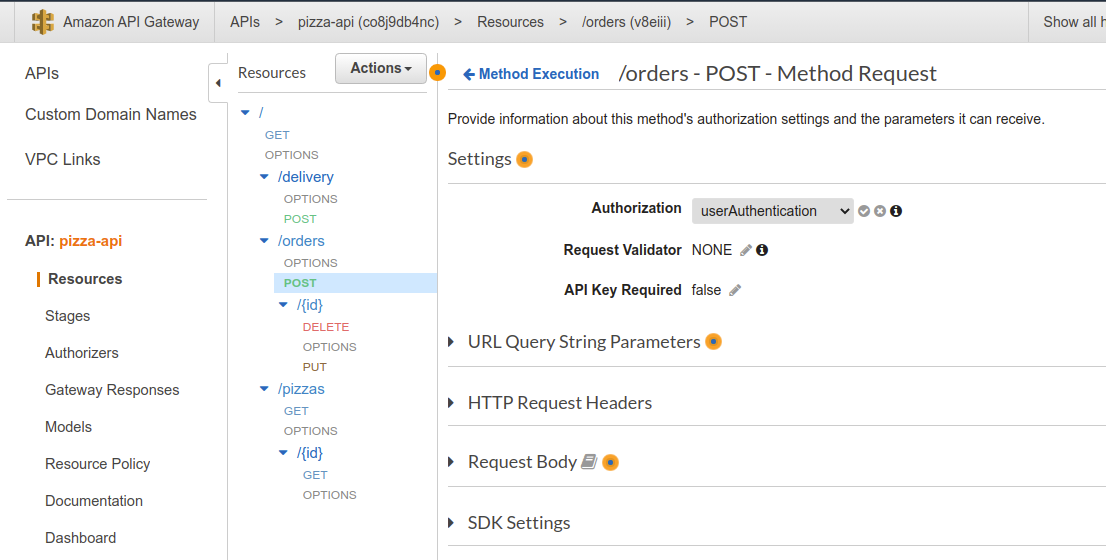 Amazon API Gateway
APIs > pizza-api (co8j9db4nc) > Resources > /orders (v8eiii) > POST
Show all h
APIs
Custom Domain Names
VPC Links
API: pizza-api
Resources
Stages
Authorizers
Gateway Responses
Models
Resource Policy
Documentation
Dashboard
Resources
Actions
/
GET
OPTIONS
/delivery
OPTIONS
POST
/orders
OPTIONS
POST
/{id}
DELETE
OPTIONS
PUT
/pizzas
GET
OPTIONS
/{id}
GET
OPTIONS
Method Execution /orders - POST - Method Request
Provide information about this method's authorization settings and the parameters it can receive.
Settings
Authorization userAuthentication
Request Validator NONE
API Key Required false
URL Query String Parameters
HTTP Request Headers
Request Body
SDK Settings